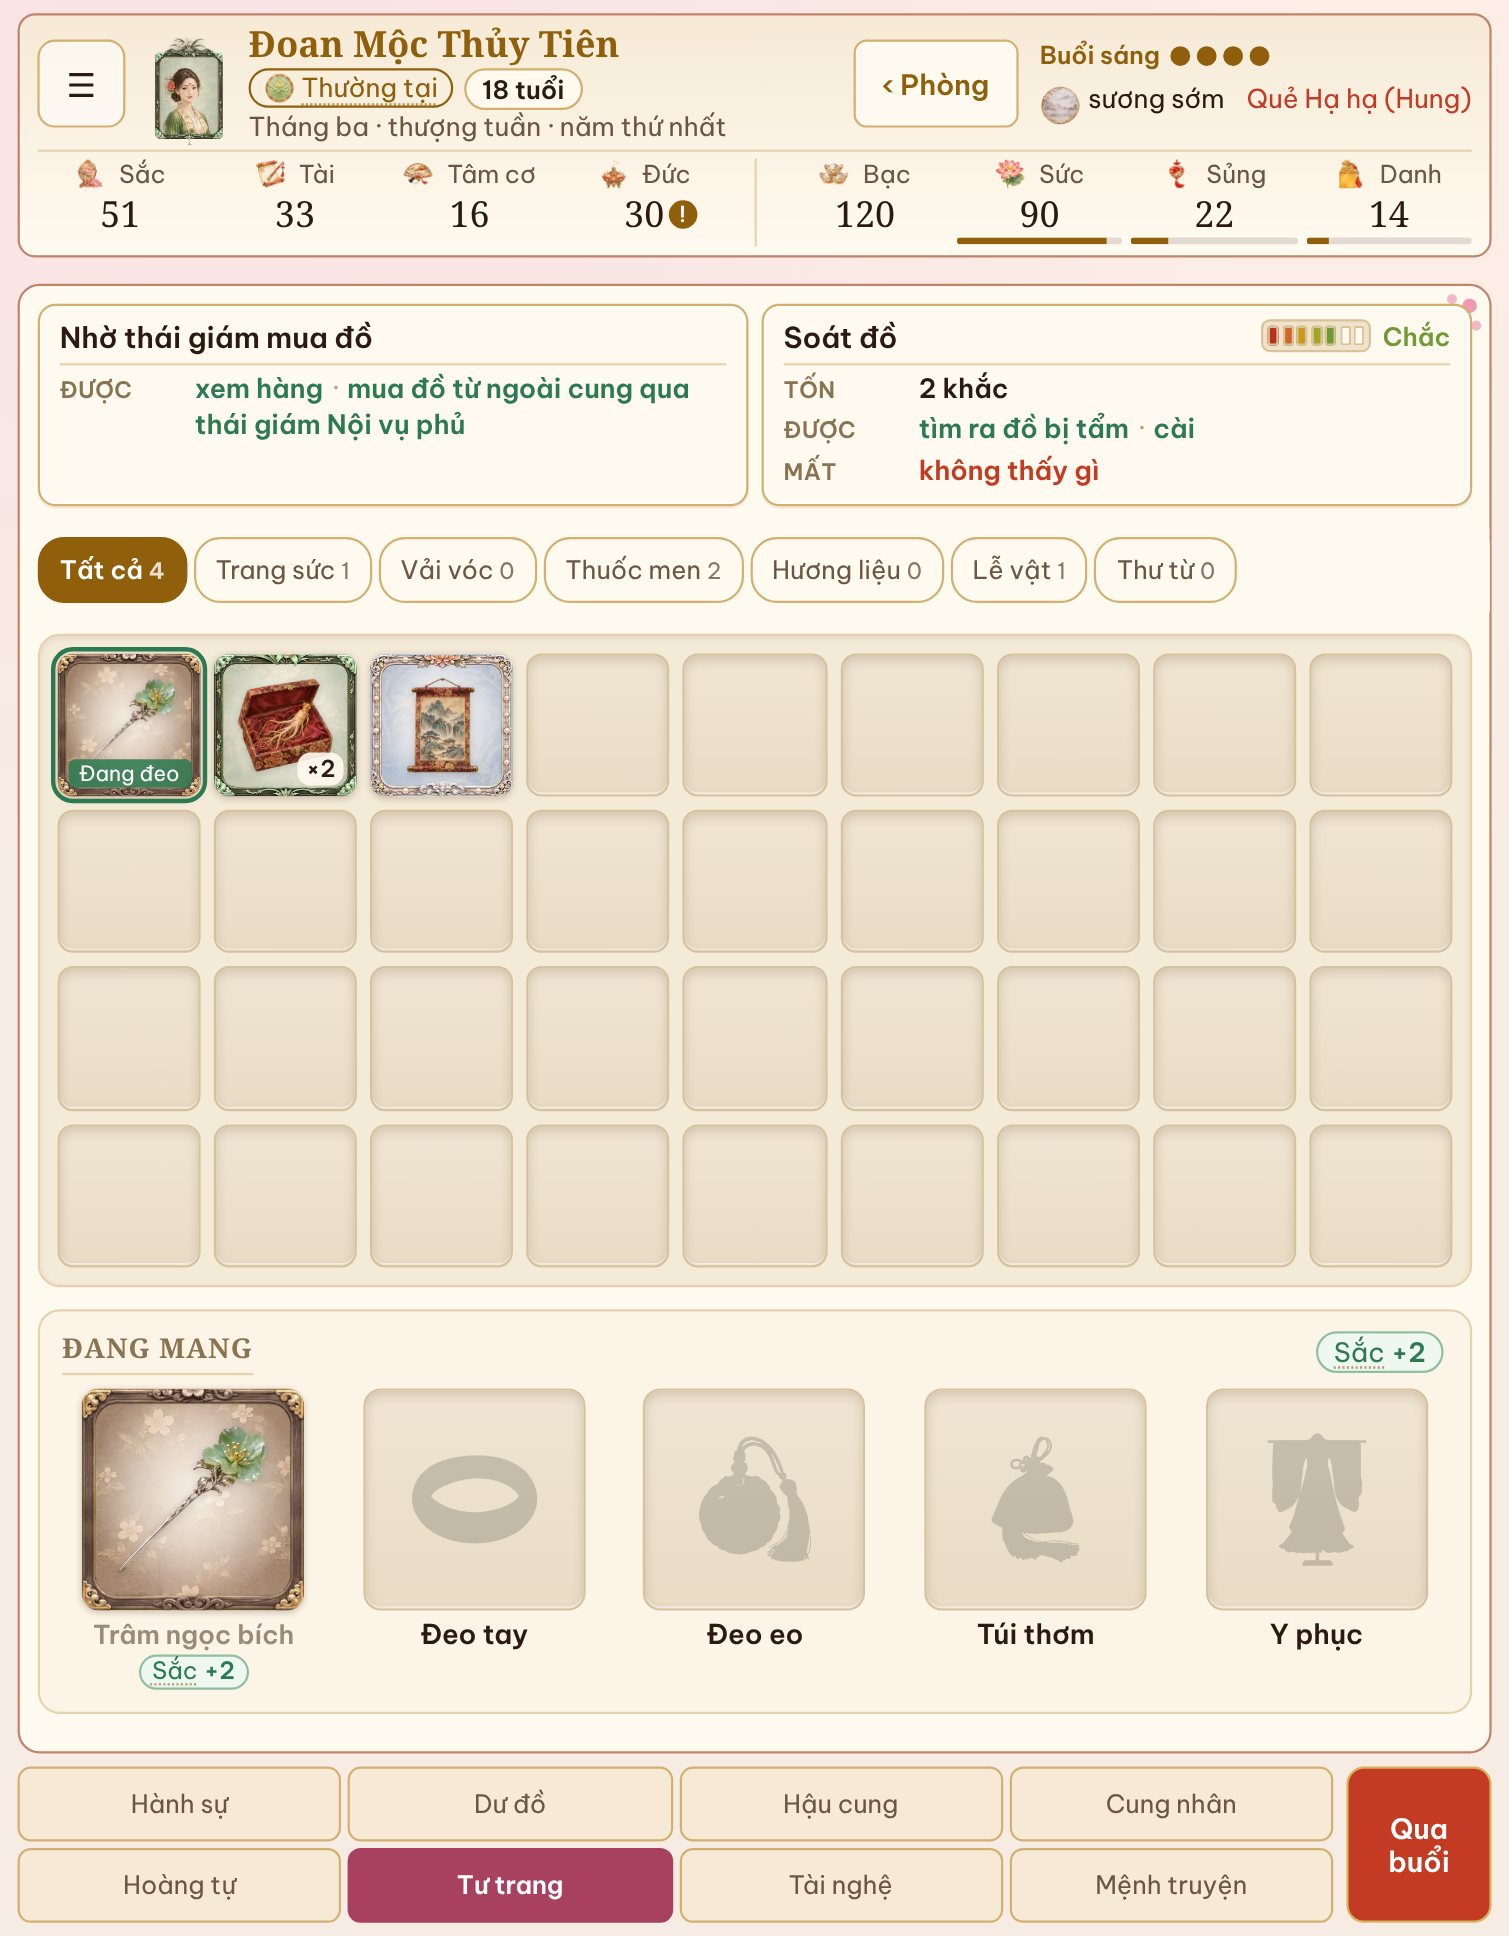 ☰
Đoan Mộc Thủy Tiên
Thường tại
18 tuổi
Tháng ba · thượng tuần · năm thứ nhất
‹ Phòng
Buổi sáng
sương sớm Quẻ Hạ hạ (Hung)
Sắc Tài Tâm cơ Đức Bạc Sức Sủng Danh
51 33 16 30 ! 120 90 22 14
Nhờ thái giám mua đồ
ĐƯỢC xem hàng · mua đồ từ ngoài cung qua
thái giám Nội vụ phủ
Soát đồ Chắc
TỐN 2 khắc
ĐƯỢC tìm ra đồ bị tẩm · cài
MẤT không thấy gì
Tất cả 4 Trang sức 1 Vải vóc 0 Thuốc men 2 Hương liệu 0 Lễ vật 1 Thư từ 0
Đang đeo
×2
ĐANG MANG
Sắc +2
Trâm ngọc bích Đeo tay Đeo eo Túi thơm Y phục
Sắc +2
Hành sự Dư đồ Hậu cung Cung nhân
Hoàng tự Tư trang Tài nghệ Mệnh truyện
Qua
buổi